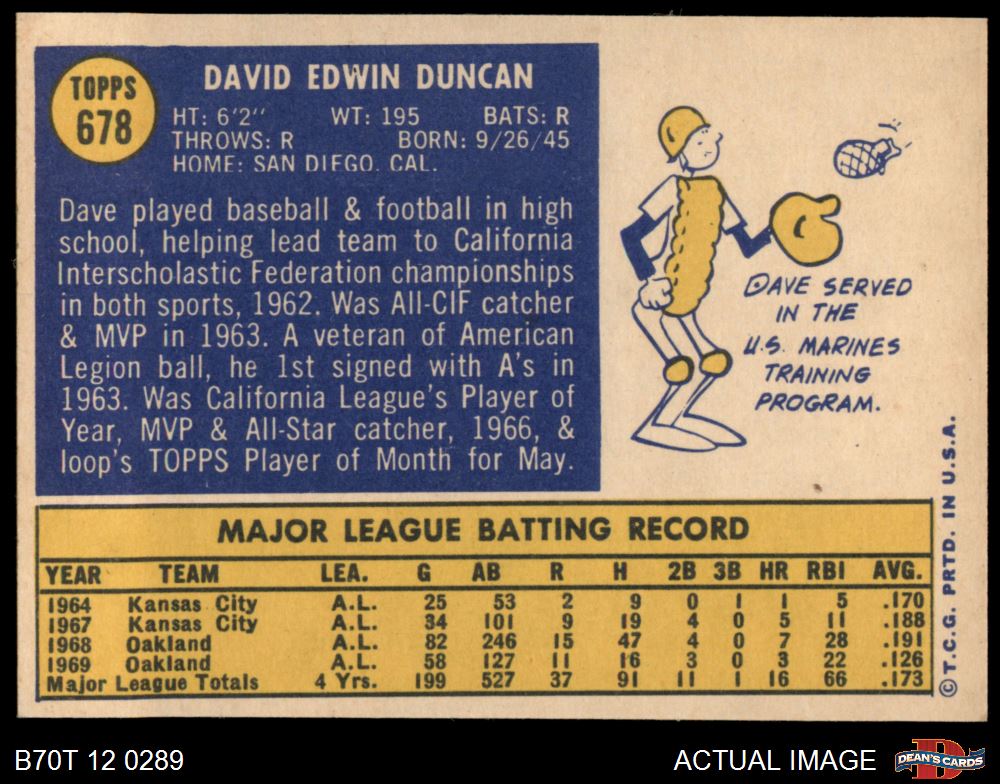 TOPPS
678
DAVID EDWIN DUNCAN
HT: 6'2" WT: 195 BATS: R
THROWS: R BORN: 9/26/45
HOME: SAN DIEGO. CAL.
Dave played baseball & football in high
school, helping lead team to California
Interscholastic Federation championships
in both sports, 1962. Was All-CIF catcher
& MVP in 1963. A veteran of American
Legion ball, he 1st signed with A's in
1963. Was California League's Player of
Year, MVP & All-Star catcher, 1966, &
loop's TOPPS Player of Month for May.
DAVE SERVED
IN THE
U.S. MARINES
TRAINING
PROGRAM.
MAJOR LEAGUE BATTING RECORD
YEAR TEAM LEA. G AB R H 2B 3B HR RBI AVG.
1964 Kansas City A.L. 25 53 2 9 0 1 1 5 .170
1967 Kansas City A.L. 34 101 9 19 4 0 5 11 .188
1968 Oakland A.L. 82 246 15 47 4 0 7 28 .191
1969 Oakland A.L. 58 127 11 16 3 0 3 22 .126
Major League Totals 4 Yrs. 199 527 37 91 11 1 16 66 .173
© T.C.G. PRTD. IN U.S.A.
B70T 12 0289
ACTUAL IMAGE
D
DEAN'S CARDS